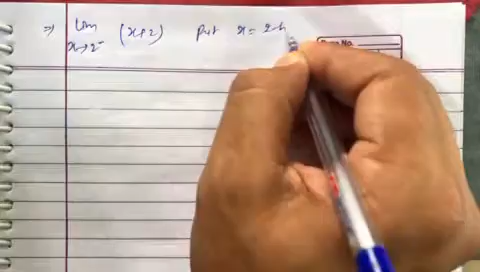 ⇒ lim (x+2) Put x = 2-h
x→2⁻